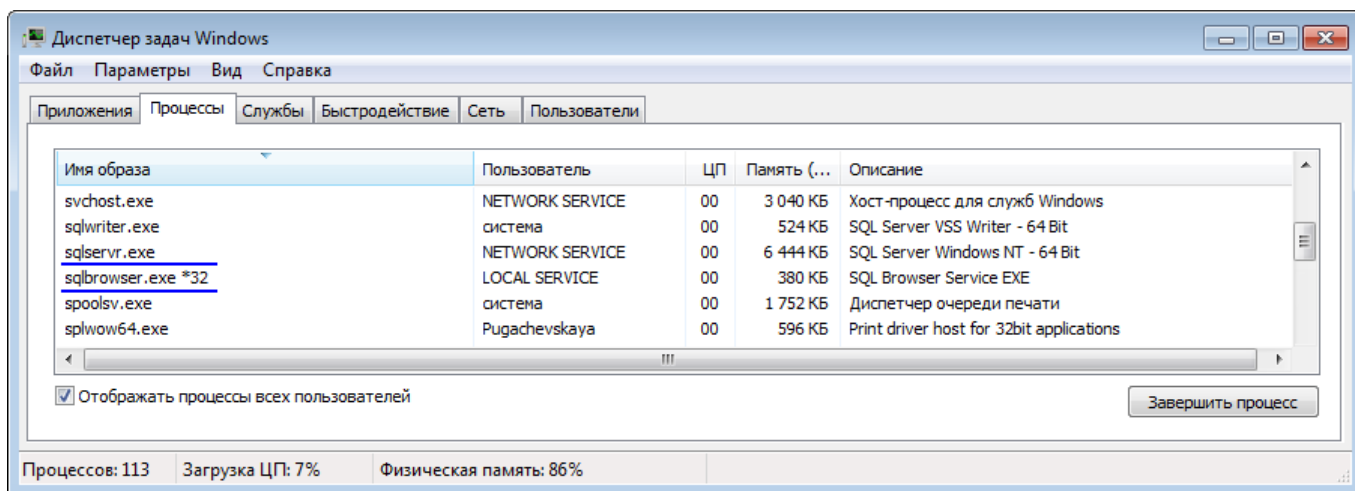 Диспетчер задач Windows
Файл Параметры Вид Справка
Приложения Процессы Службы Быстродействие Сеть Пользователи
Имя образа Пользователь ЦП Память (... Описание
svchost.exe NETWORK SERVICE 00 3 040 КБ Хост-процесс для служб Windows
sqlwriter.exe система 00 524 КБ SQL Server VSS Writer - 64 Bit
sqlservr.exe NETWORK SERVICE 00 6 444 КБ SQL Server Windows NT - 64 Bit
sqlbrowser.exe *32 LOCAL SERVICE 00 380 КБ SQL Browser Service EXE
spoolsv.exe система 00 1 752 КБ Диспетчер очереди печати
splwow64.exe Pugachevskaya 00 596 КБ Print driver host for 32bit applications
Отображать процессы всех пользователей
Завершить процесс
Процессов: 113 Загрузка ЦП: 7% Физическая память: 86%